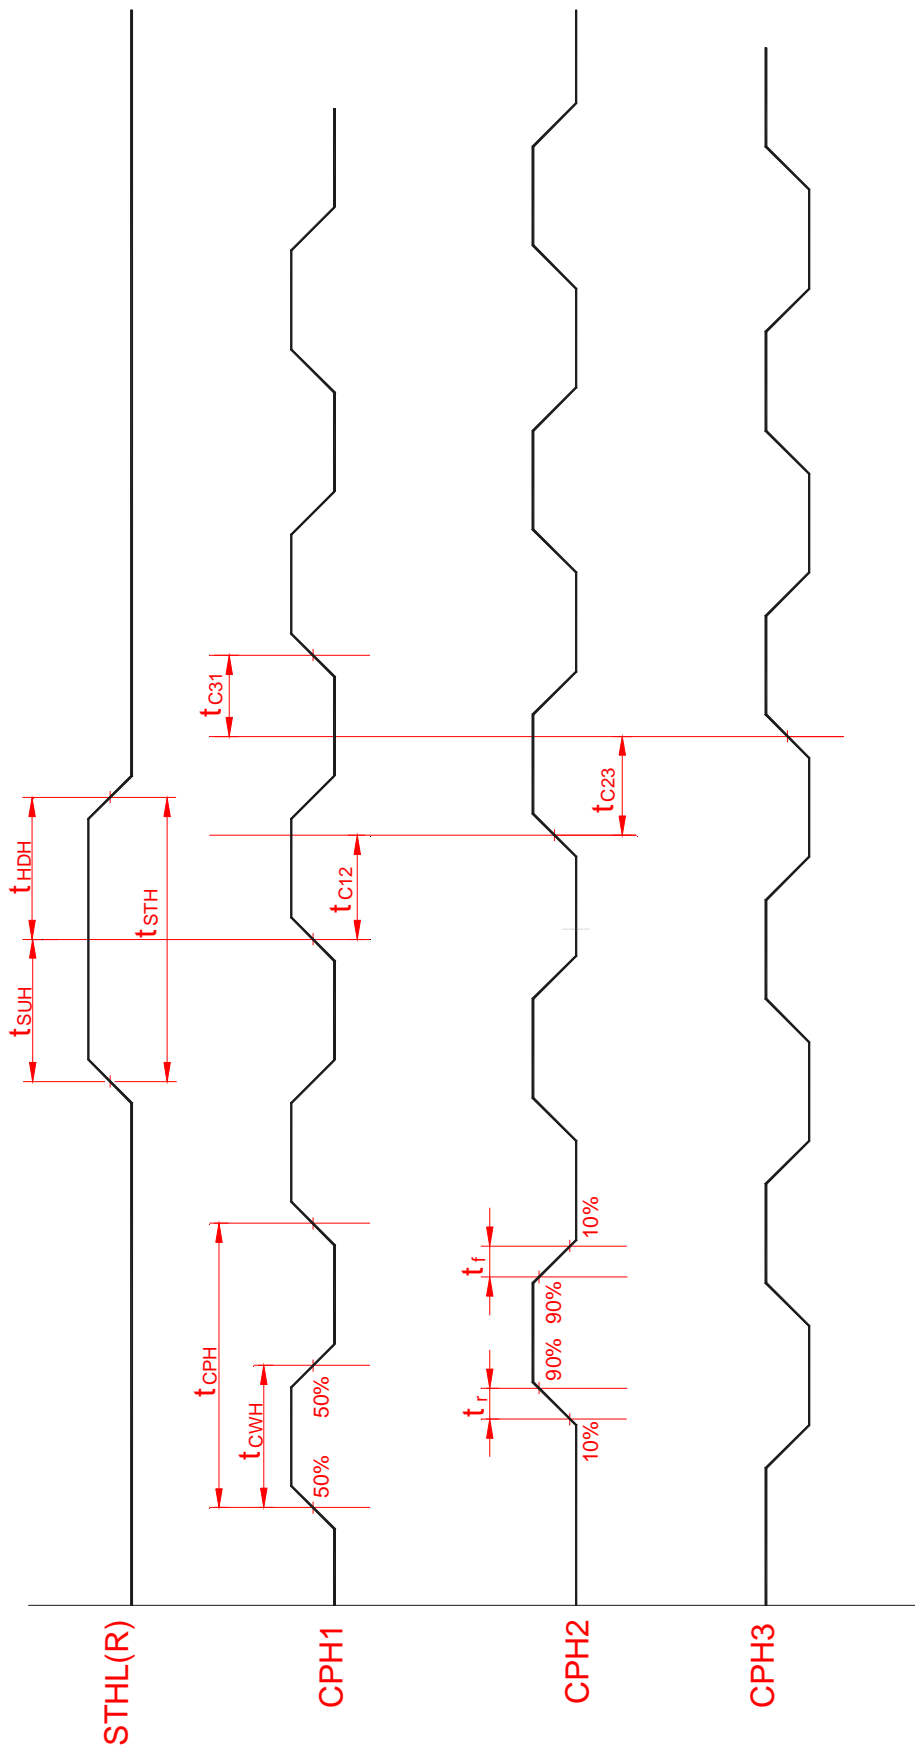 STHL(R)
tSUH
tHDH
tSTH
CPH1
tCPH
tCWH
50%
50%
tC12
tC31
CPH2
tr
tf
10%
90%
90%
10%
tC23
CPH3